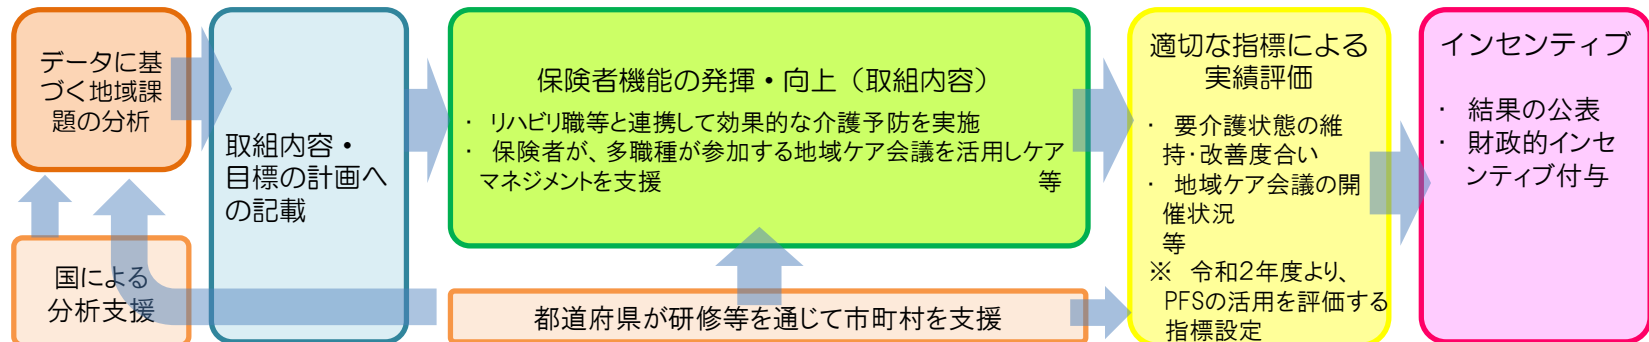 データに基
づく地域課
題の分析
国による
分析支援
取組内容・
目標の計画へ
の記載
保険者機能の発揮・向上（取組内容）
・ リハビリ職等と連携して効果的な介護予防を実施
・ 保険者が、多職種が参加する地域ケア会議を活用しケア
マネジメントを支援 等
都道府県が研修等を通じて市町村を支援
適切な指標による
実績評価
・ 要介護状態の維
持・改善度合い
・ 地域ケア会議の開
催状況
等
※ 令和2年度より、
PFSの活用を評価する
指標設定
インセンティブ
・ 結果の公表
・ 財政的インセ
ンティブ付与